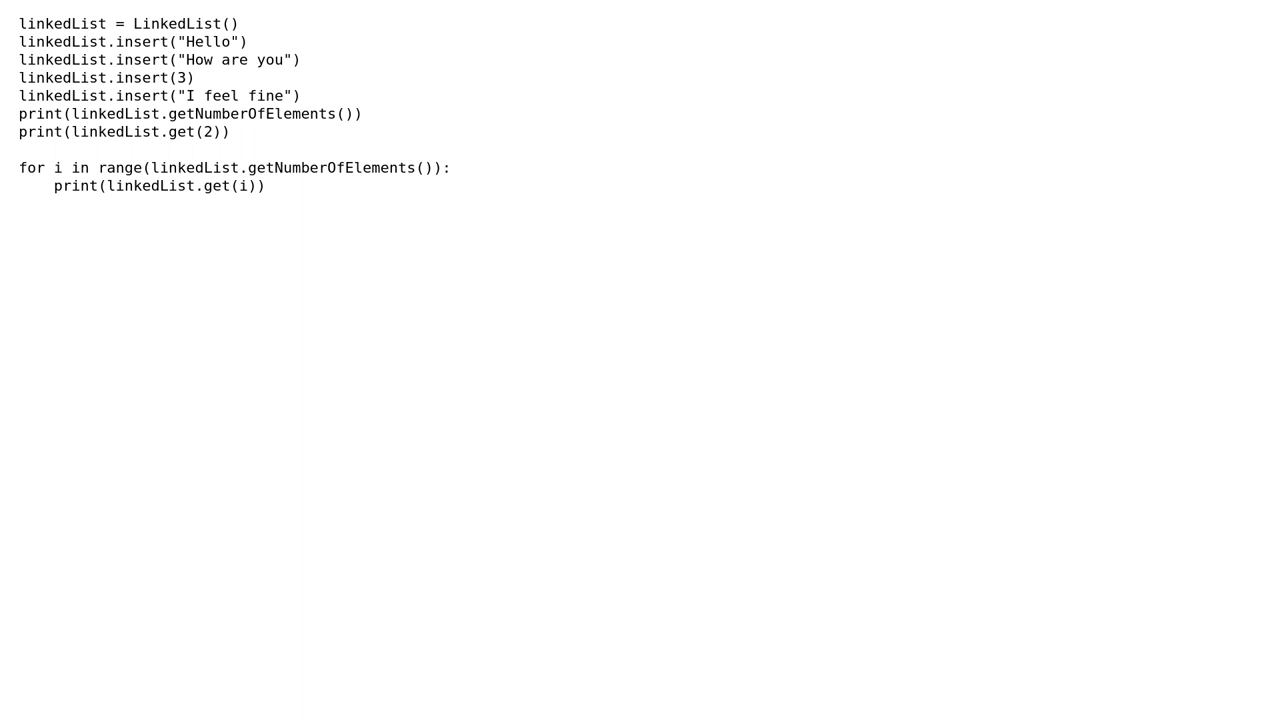 linkedList = LinkedList()
linkedList.insert("Hello")
linkedList.insert("How are you")
linkedList.insert(3)
linkedList.insert("I feel fine")
print(linkedList.getNumberOfElements())
print(linkedList.get(2))

for i in range(linkedList.getNumberOfElements()):
    print(linkedList.get(i))